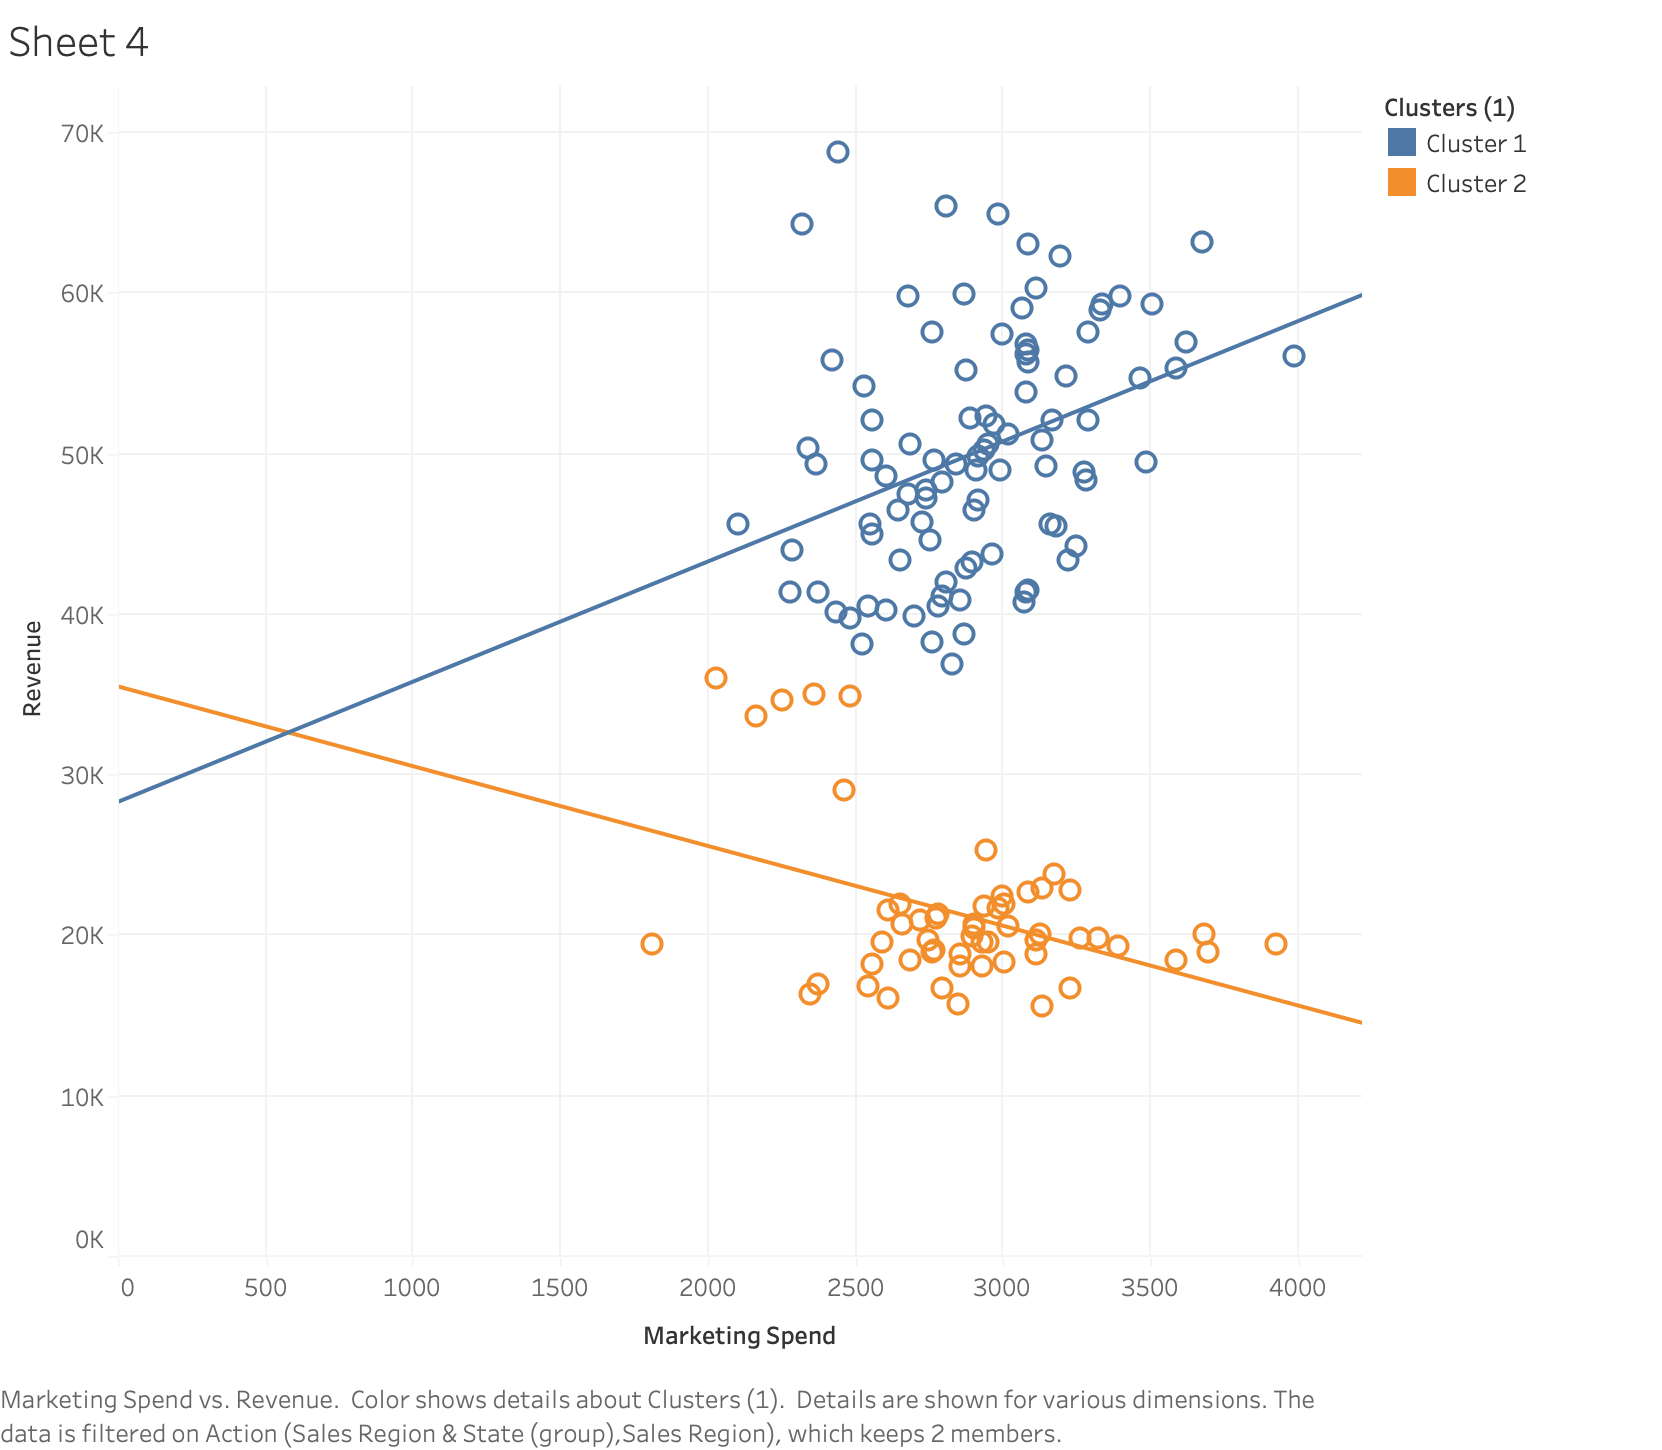 Sheet 4
Clusters (1)
Cluster 1
Cluster 2
70K
60K
50K
40K
30K
20K
10K
0K
Revenue
0 500 1000 1500 2000 2500 3000 3500 4000
Marketing Spend
Marketing Spend vs. Revenue.  Color shows details about Clusters (1).  Details are shown for various dimensions. The
data is filtered on Action (Sales Region & State (group),Sales Region), which keeps 2 members.